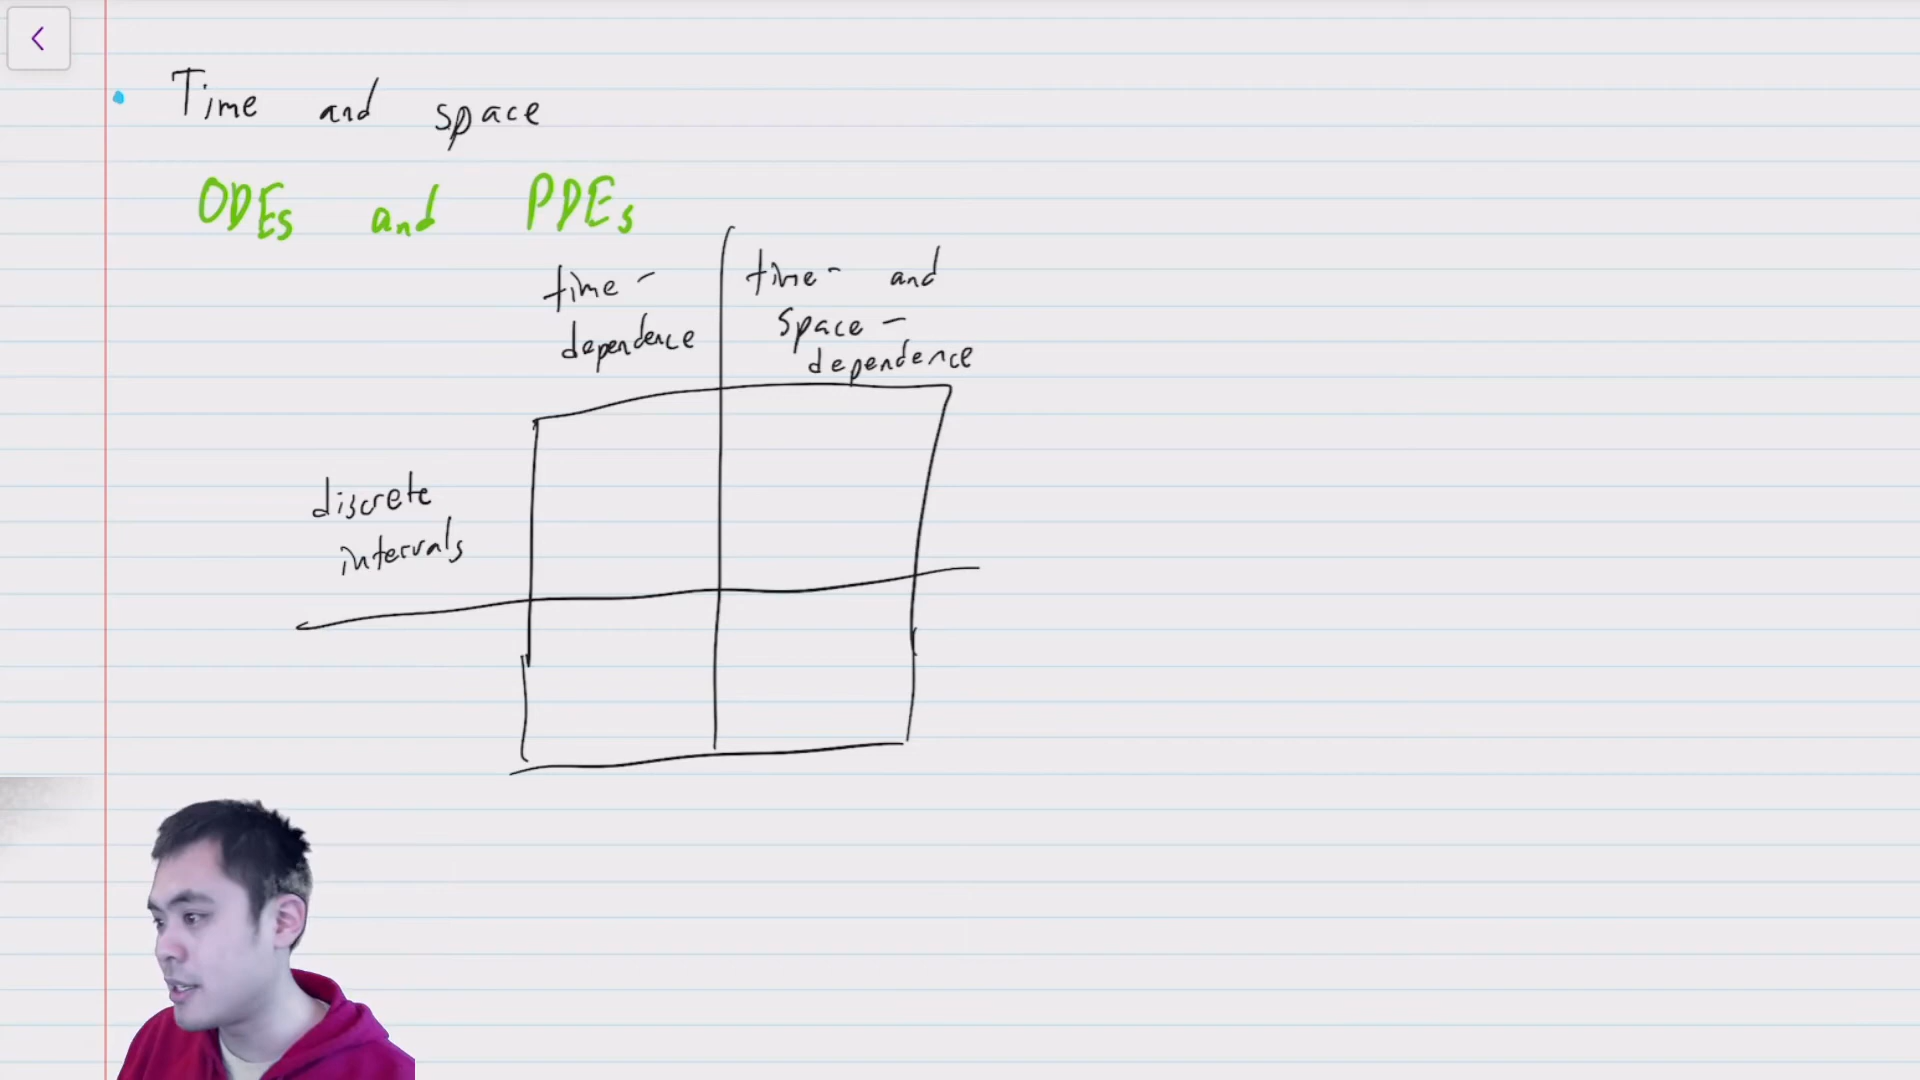 Time and space
ODEs and PDEs
time-
dependence
time- and
space-
dependence
discrete
intervals